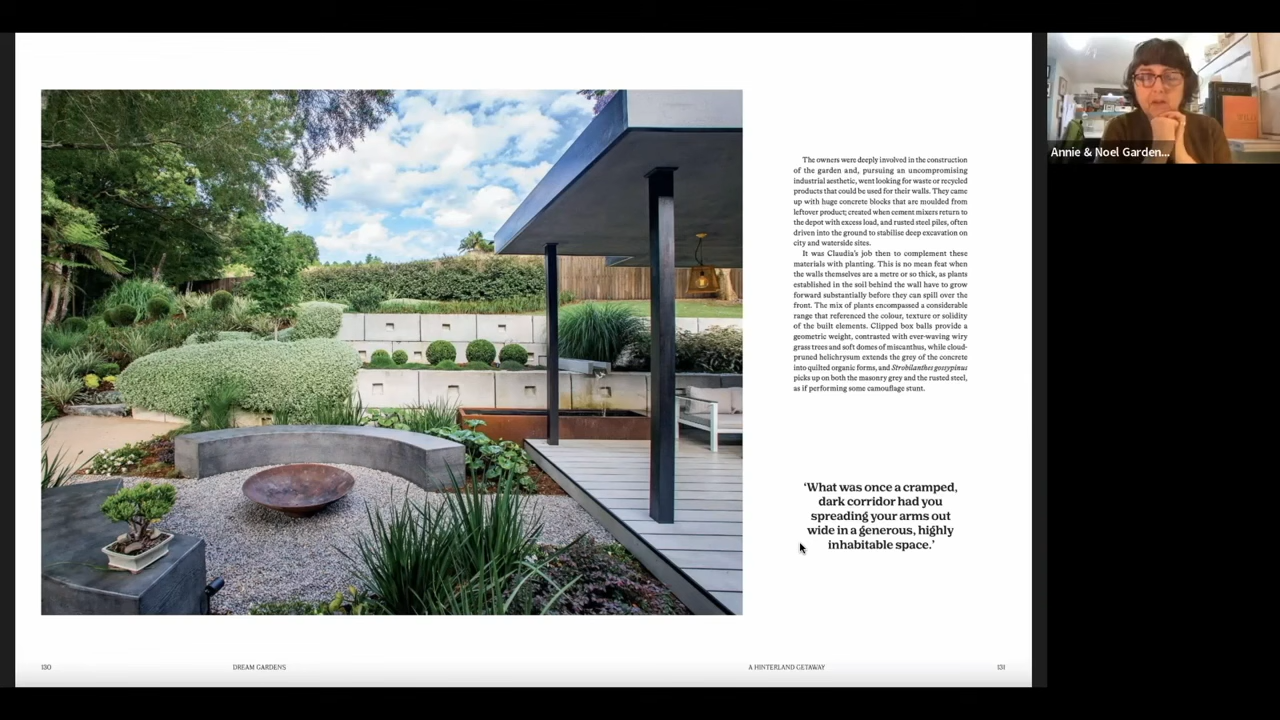 The owners were deeply involved in the construction
of the garden and, pursuing an uncompromising
industrial aesthetic, went looking for waste or recycled
products that could be used for their walls. They came
up with huge concrete blocks that are moulded from
leftover product; created when cement mixers return to
the depot with excess load, and rusted steel piles, often
driven into the ground to stabilise deep excavation on
city and waterside sites.
It was Claudia's job then to complement these
materials with planting. This is no mean feat when
the walls themselves are a metre or so thick, as plants
established in the soil behind the wall have to grow
forward substantially before they can spill over the
front. The mix of plants encompassed a considerable
range that referenced the colour, texture or solidity
of the built elements. Clipped box balls provide a
geometric weight, contrasted with ever-waving wiry
grass trees and soft domes of miscanthus, while cloud-
pruned helichrysum extends the grey of the concrete
into quilted organic forms, and Strobilanthes gossypinus
picks up on both the masonry grey and the rusted steel,
as if performing some camouflage stunt.
‘What was once a cramped,
dark corridor had you
spreading your arms out
wide in a generous, highly
inhabitable space.’
130
DREAM GARDENS
A HINTERLAND GETAWAY
131
Annie & Noel Garden...